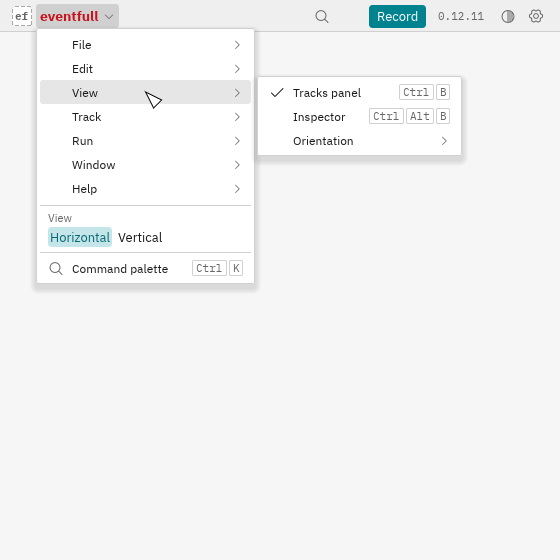 ef eventfull Record 0.12.11
File
Edit
View
Track
Run
Window
Help
View
Horizontal Vertical
Command palette Ctrl K
Tracks panel Ctrl B
Inspector Ctrl Alt B
Orientation